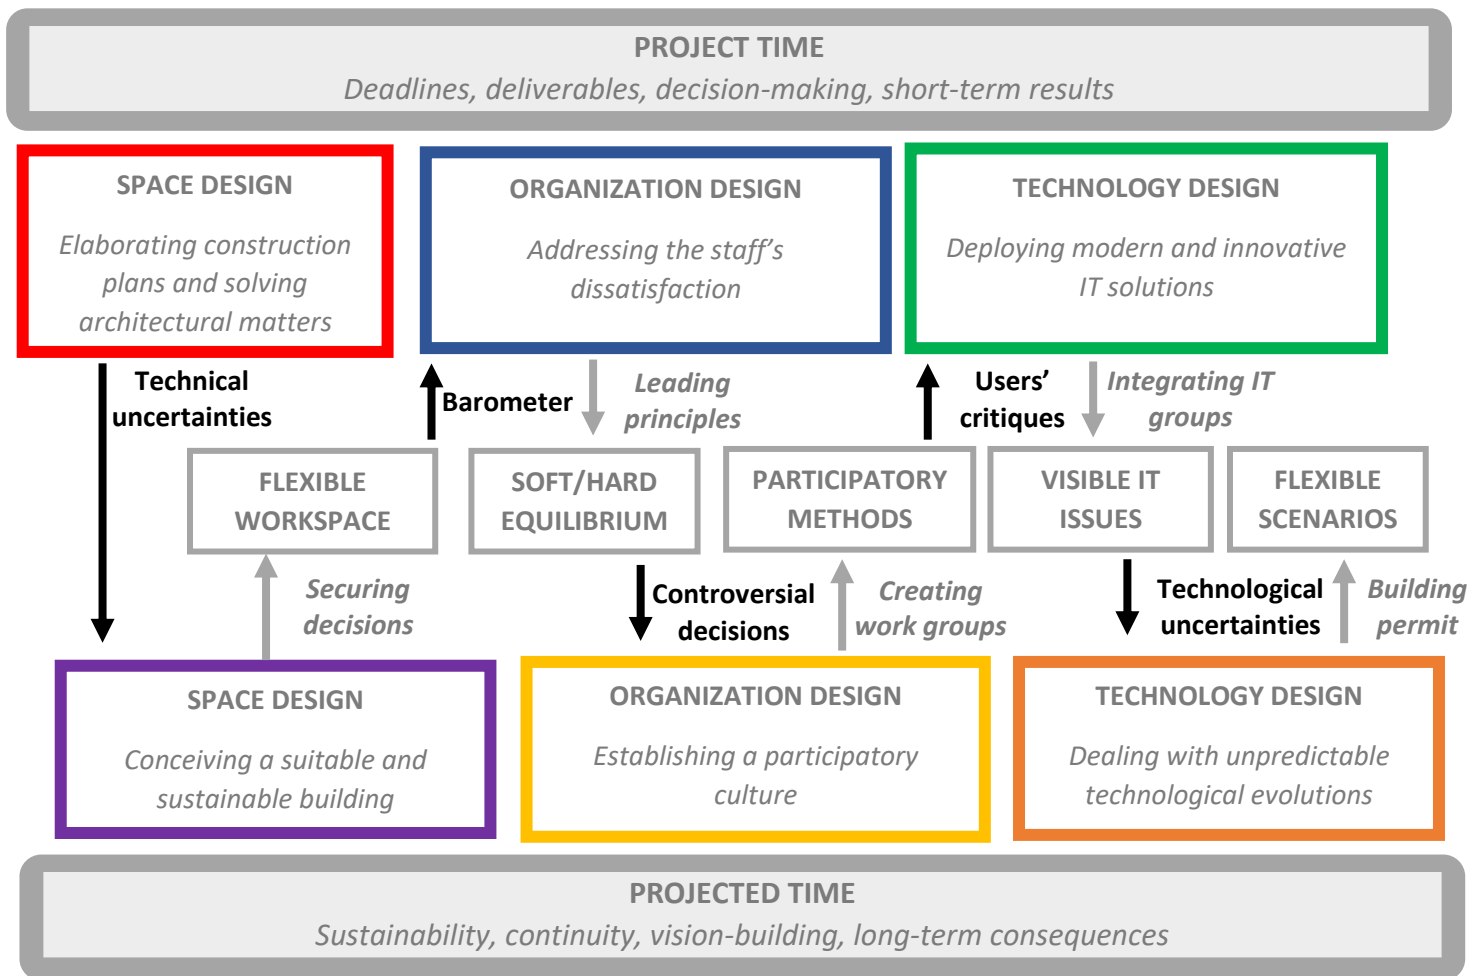 PROJECT TIME
Deadlines, deliverables, decision-making, short-term results
SPACE DESIGN
Elaborating construction
plans and solving
architectural matters
ORGANIZATION DESIGN
Addressing the staff’s
dissatisfaction
TECHNOLOGY DESIGN
Deploying modern and innovative
IT solutions
Technical
uncertainties
Barometer
Leading
principles
Users’
critiques
Integrating IT
groups
FLEXIBLE
WORKSPACE
SOFT/HARD
EQUILIBRIUM
PARTICIPATORY
METHODS
VISIBLE IT
ISSUES
FLEXIBLE
SCENARIOS
Securing
decisions
Controversial
decisions
Creating
work groups
Technological
uncertainties
Building
permit
SPACE DESIGN
Conceiving a suitable and
sustainable building
ORGANIZATION DESIGN
Establishing a participatory
culture
TECHNOLOGY DESIGN
Dealing with unpredictable
technological evolutions
PROJECTED TIME
Sustainability, continuity, vision-building, long-term consequences